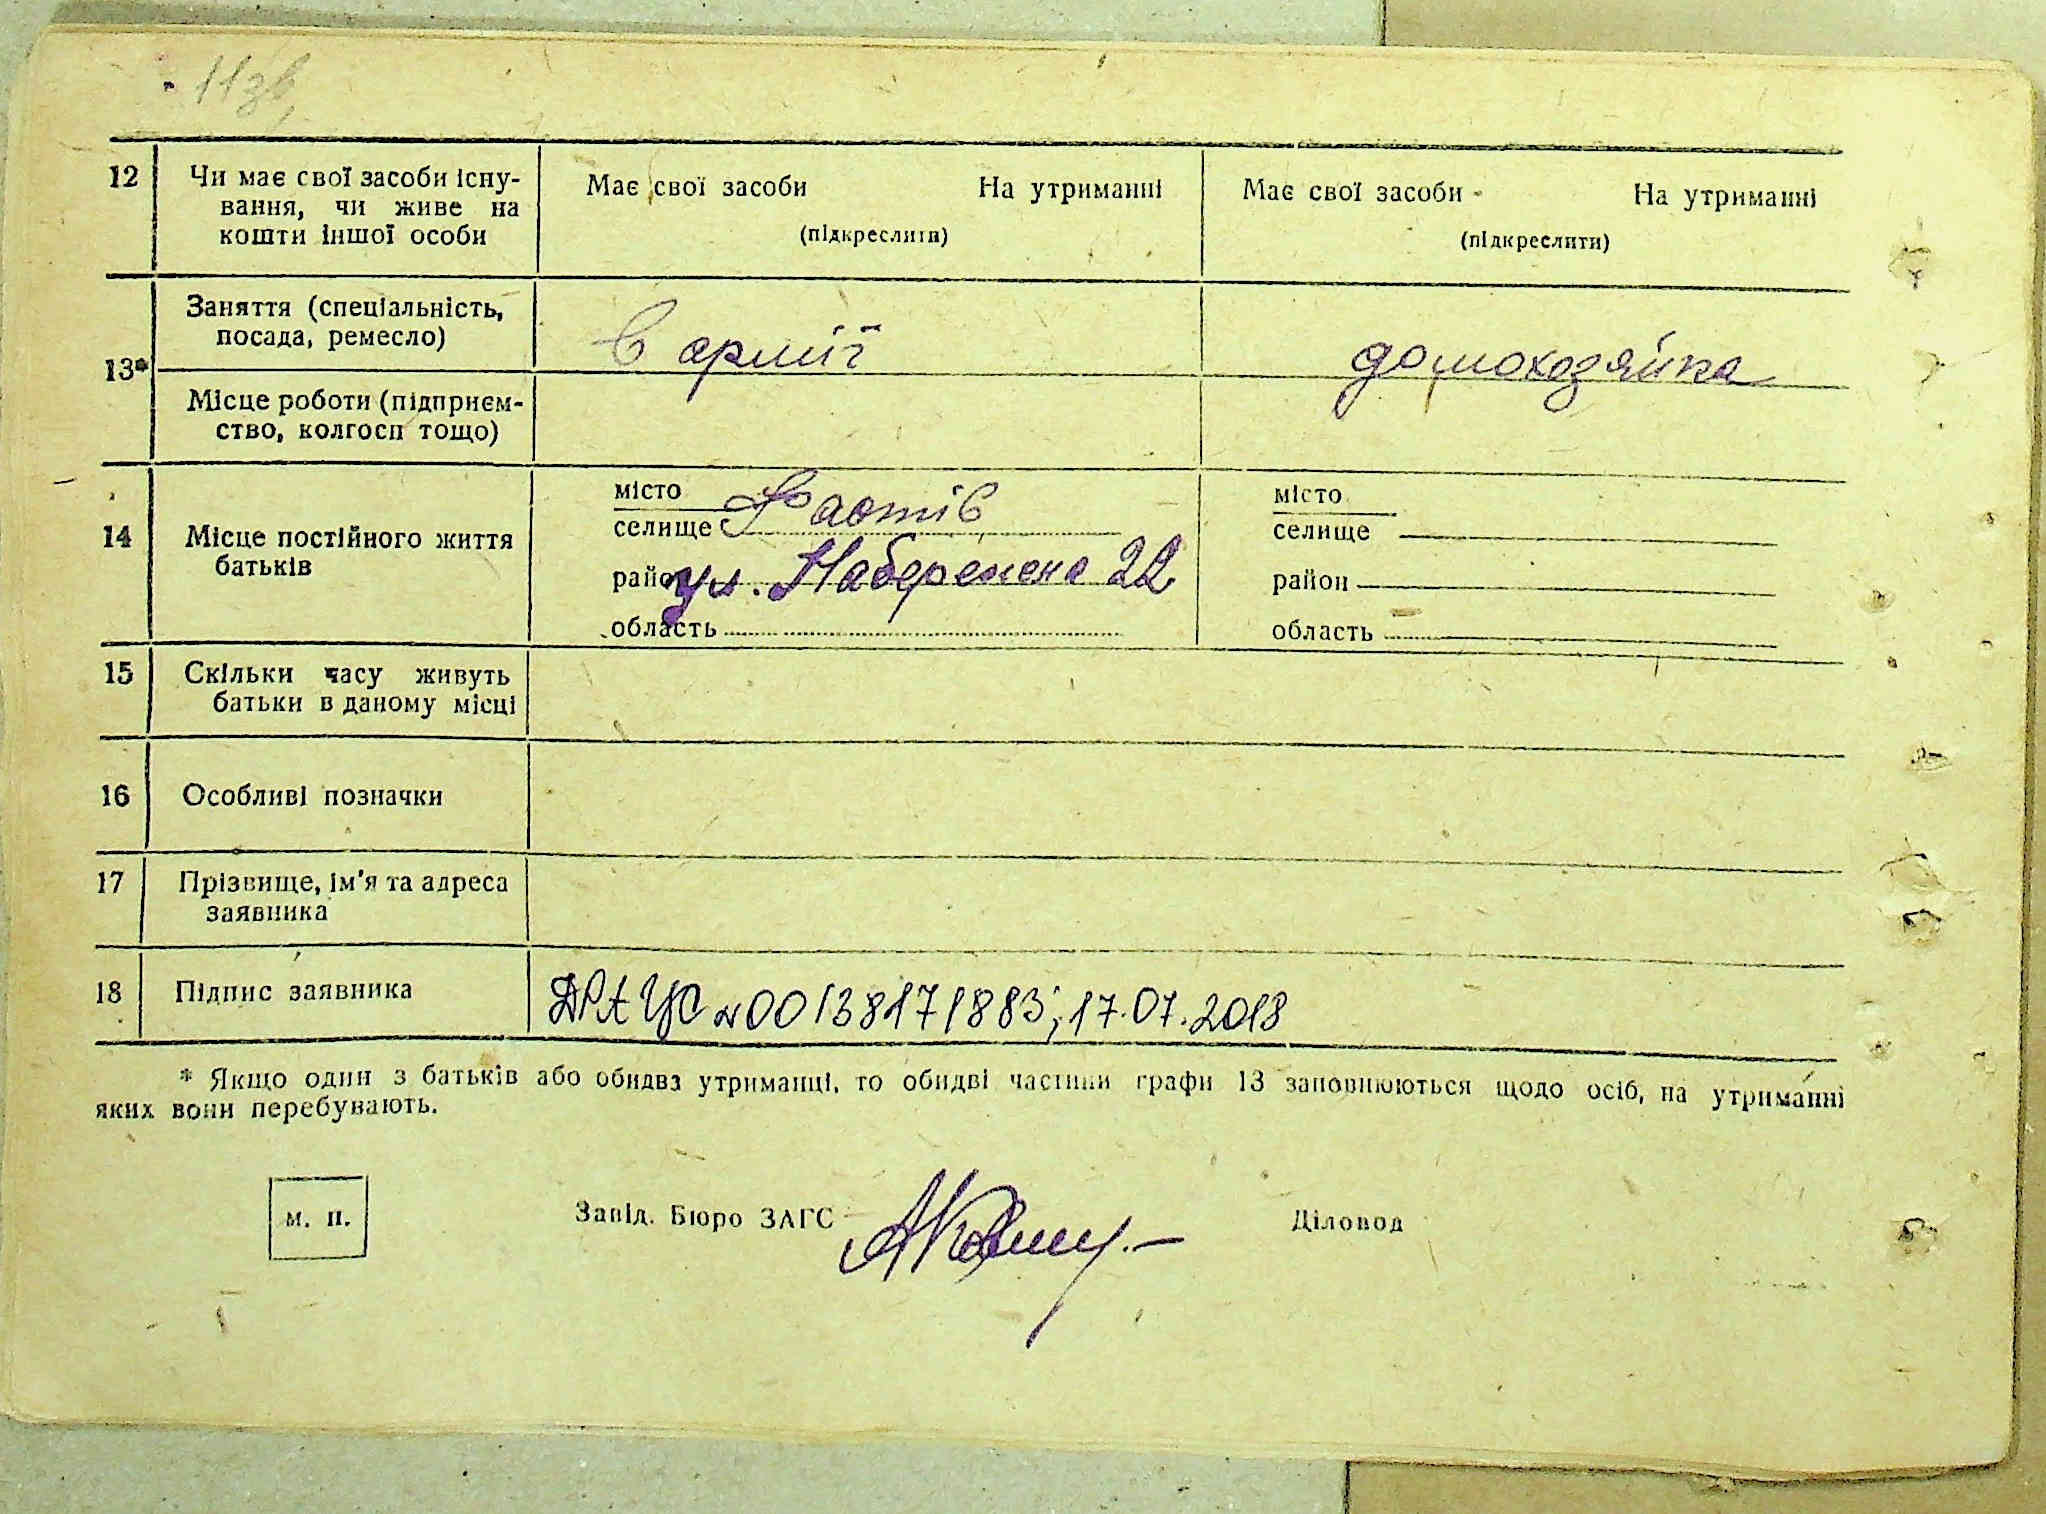 11зв
12 Чи має свої засоби існу-
вання, чи живе на
кошти іншої особи
Має свої засоби На утриманні
(підкреслити)
Має свої засоби На утриманні
(підкреслити)
13*
Заняття (спеціальність,
посада, ремесло)
в армії
домохозяйка
Місце роботи (підприєм-
ство, колгосп тощо)
14 Місце постійного життя
батьків
місто
селище Фастів
район ул. Набережна 22
область
місто
селище
район
область
15 Скільки часу живуть
батьки в даному місці
16 Особливі позначки
17 Прізвище, ім'я та адреса
заявника
18 Підпис заявника
ДРАЦС №00138171883; 17.07.2018
* Якщо один з батьків або обидва утриманці, то обидві частини графи 13 заповнюються щодо осіб, на утриманні
яких вони перебувають.
м. п.
Завід. Бюро ЗАГС
Діловод